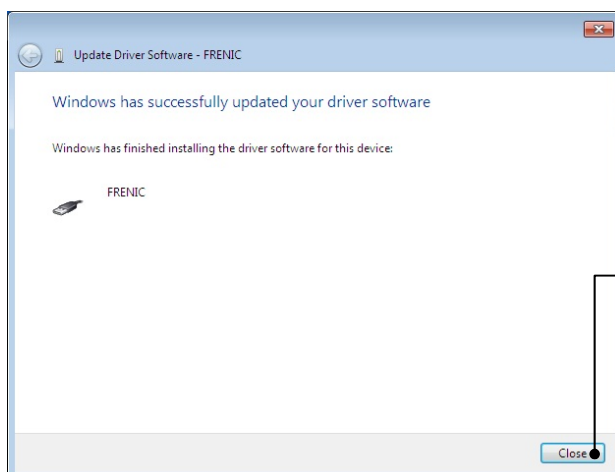 Update Driver Software - FRENIC
Windows has successfully updated your driver software
Windows has finished installing the driver software for this device:
FRENIC
Close